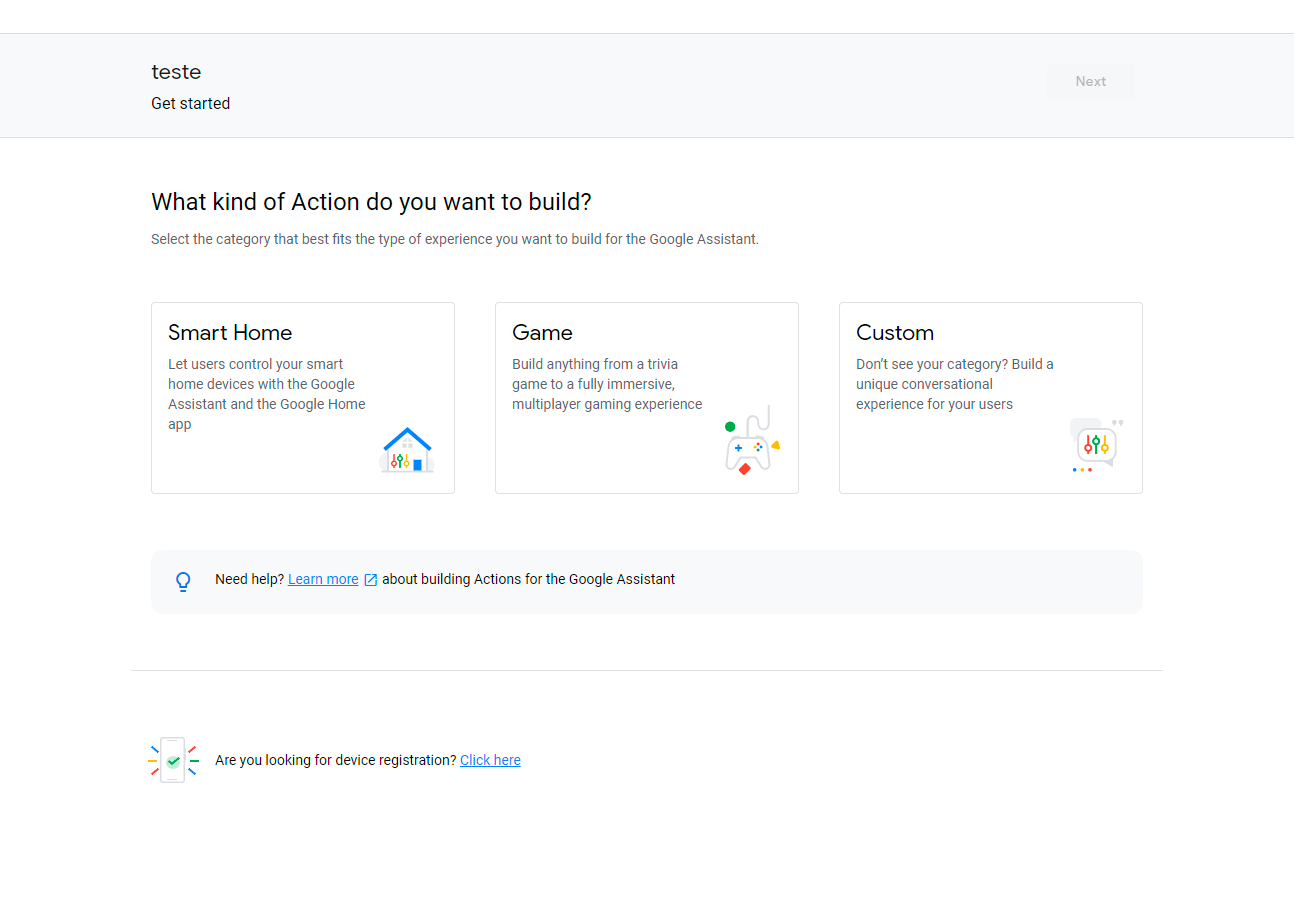 teste
Next
Get started
What kind of Action do you want to build?
Select the category that best fits the type of experience you want to build for the Google Assistant.
Smart Home
Let users control your smart
home devices with the Google
Assistant and the Google Home
app
Game
Build anything from a trivia
game to a fully immersive,
multiplayer gaming experience
Custom
Don’t see your category? Build a
unique conversational
experience for your users
Need help? Learn more about building Actions for the Google Assistant
Are you looking for device registration? Click here